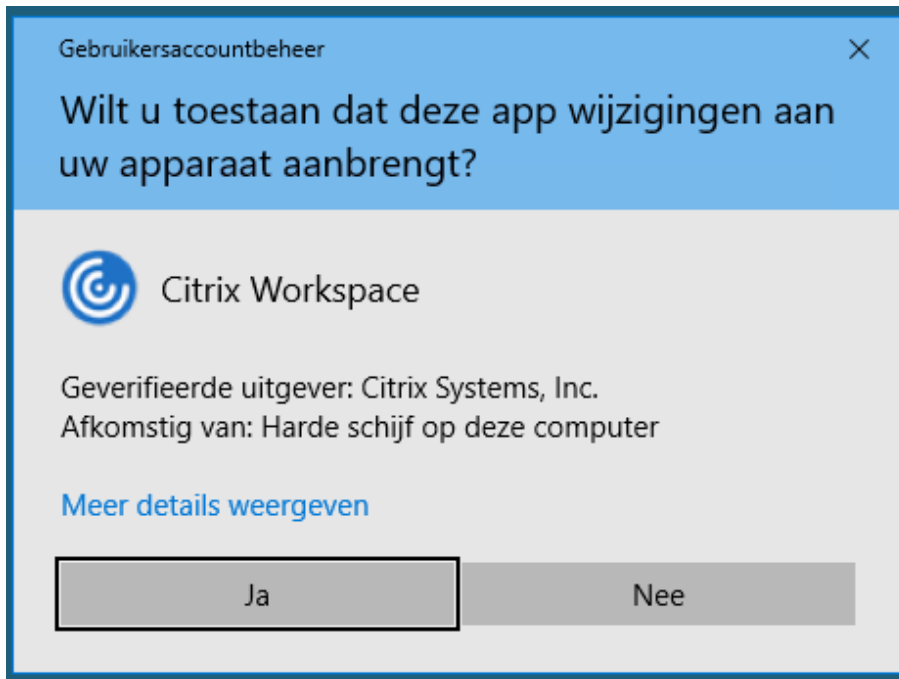 Gebruikersaccountbeheer
Wilt u toestaan dat deze app wijzigingen aan
uw apparaat aanbrengt?
Citrix Workspace
Geverifieerde uitgever: Citrix Systems, Inc.
Afkomstig van: Harde schijf op deze computer
Meer details weergeven
Ja Nee